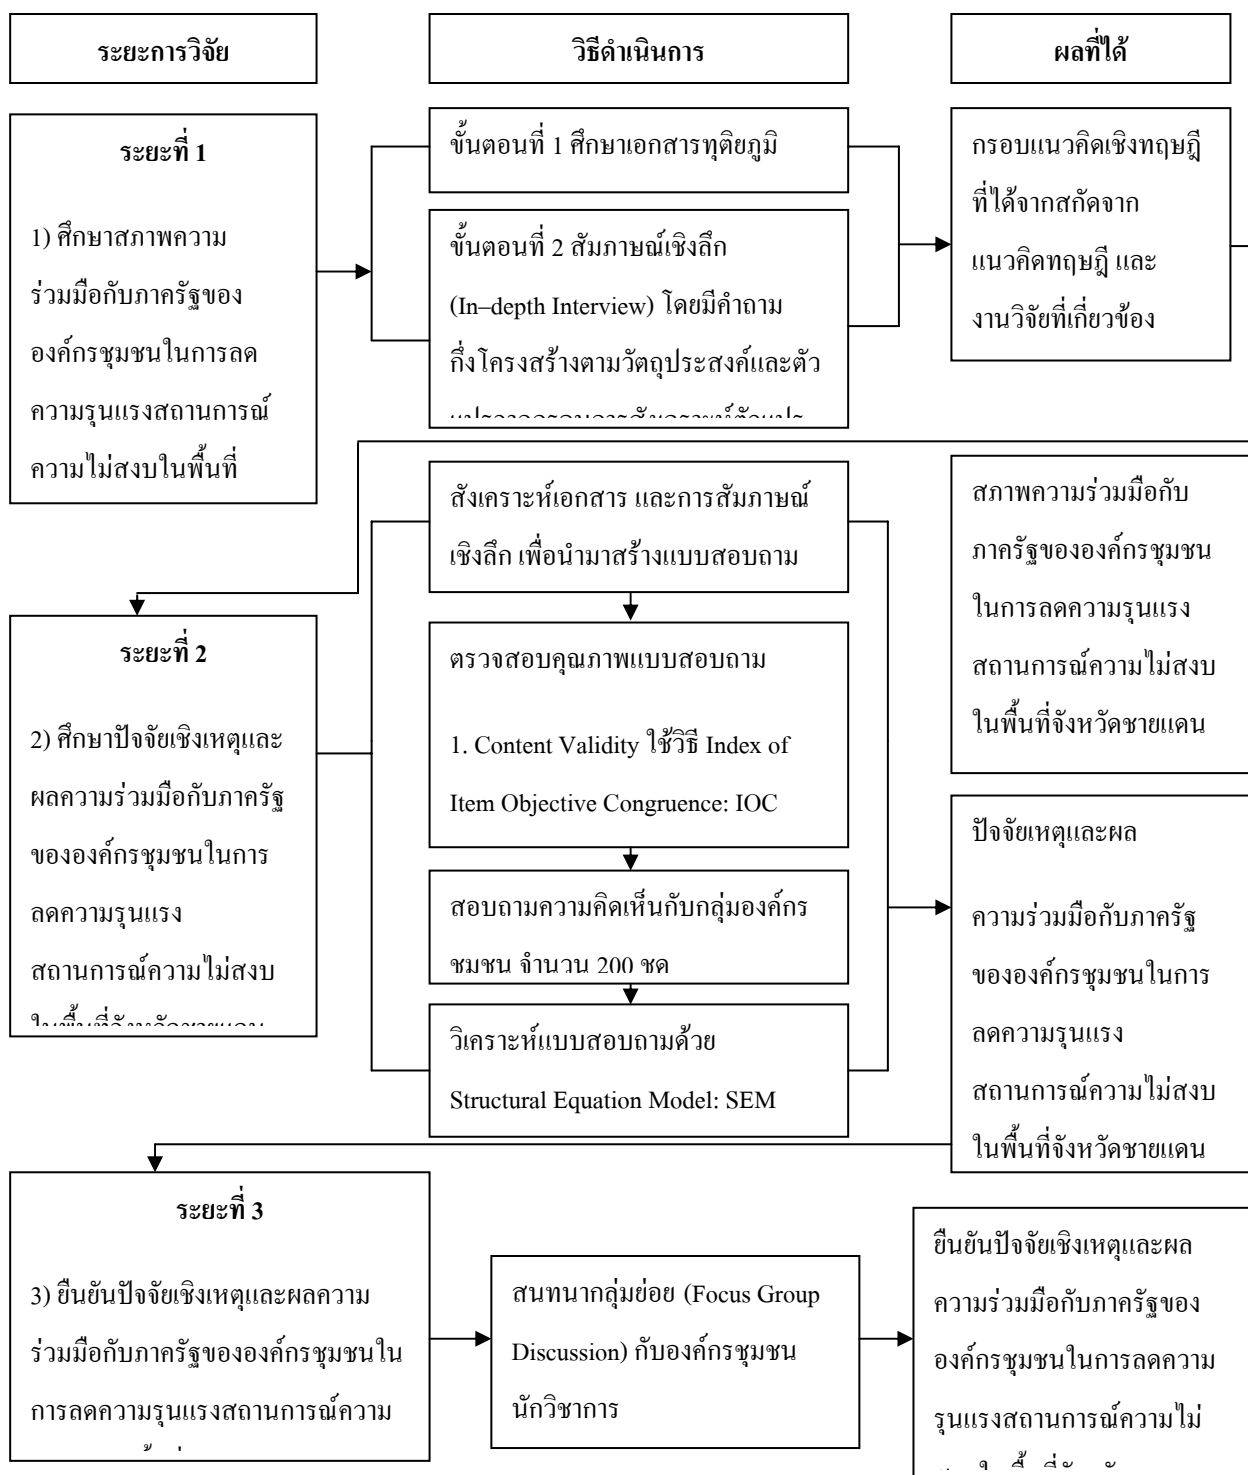 ระยะการวิจัย
วิธีดำเนินการ
ผลที่ได้
ระยะที่ 1
1) ศึกษาสภาพความ
ร่วมมือกับภาครัฐของ
องค์กรชุมชนในการลด
ความรุนแรงสถานการณ์
ความไม่สงบในพื้นที่
ขั้นตอนที่ 1 ศึกษาเอกสารทุติยภูมิ
ขั้นตอนที่ 2 สัมภาษณ์เชิงลึก
(In–depth Interview) โดยมีคำถาม
กึ่งโครงสร้างตามวัตถุประสงค์และตัว
กรอบแนวคิดเชิงทฤษฎี
ที่ได้จากสกัดจาก
แนวคิดทฤษฎี และ
งานวิจัยที่เกี่ยวข้อง
ระยะที่ 2
2) ศึกษาปัจจัยเชิงเหตุและ
ผลความร่วมมือกับภาครัฐ
ขององค์กรชุมชนในการ
ลดความรุนแรง
สถานการณ์ความไม่สงบ
ในพื้นที่จังหวัดชายแดน
สังเคราะห์เอกสาร และการสัมภาษณ์
เชิงลึก เพื่อนำมาสร้างแบบสอบถาม
ตรวจสอบคุณภาพแบบสอบถาม
1. Content Validity ใช้วิธี Index of
Item Objective Congruence: IOC
สอบถามความคิดเห็นกับกลุ่มองค์กร
ชุมชน จำนวน 200 ชุด
วิเคราะห์แบบสอบถามด้วย
Structural Equation Model: SEM
สภาพความร่วมมือกับ
ภาครัฐขององค์กรชุมชน
ในการลดความรุนแรง
สถานการณ์ความไม่สงบ
ในพื้นที่จังหวัดชายแดน
ปัจจัยเหตุและผล
ความร่วมมือกับภาครัฐ
ขององค์กรชุมชนในการ
ลดความรุนแรง
สถานการณ์ความไม่สงบ
ในพื้นที่จังหวัดชายแดน
ระยะที่ 3
3) ยืนยันปัจจัยเชิงเหตุและผลความ
ร่วมมือกับภาครัฐขององค์กรชุมชนใน
การลดความรุนแรงสถานการณ์ความ
สนทนากลุ่มย่อย (Focus Group
Discussion) กับองค์กรชุมชน
นักวิชาการ
ยืนยันปัจจัยเชิงเหตุและผล
ความร่วมมือกับภาครัฐของ
องค์กรชุมชนในการลดความ
รุนแรงสถานการณ์ความไม่